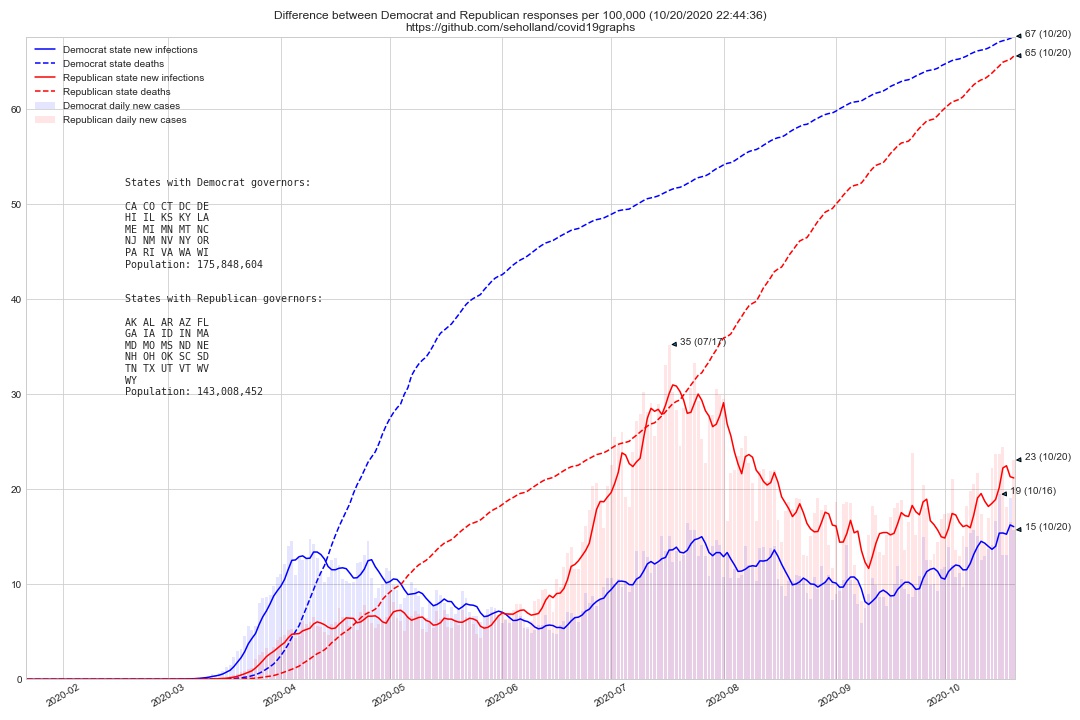 Difference between Democrat and Republican responses per 100,000 (10/20/2020 22:44:36)
https://github.com/seholland/covid19graphs
Democrat state new infections
Democrat state deaths
Republican state new infections
Republican state deaths
Democrat daily new cases
Republican daily new cases
States with Democrat governors:
CA CO CT DC DE
HI IL KS KY LA
ME MI MN MT NC
NJ NM NV NY OR
PA RI VA WA WI
Population: 175,848,604
States with Republican governors:
AK AL AR AZ FL
GA IA ID IN MA
MD MO MS ND NE
NH OH OK SC SD
TN TX UT VT WV
WY
Population: 143,008,452
67 (10/20)
65 (10/20)
35 (07/17)
23 (10/20)
19 (10/16)
15 (10/20)
60
50
40
30
20
10
0
2020-02
2020-03
2020-04
2020-05
2020-06
2020-07
2020-08
2020-09
2020-10